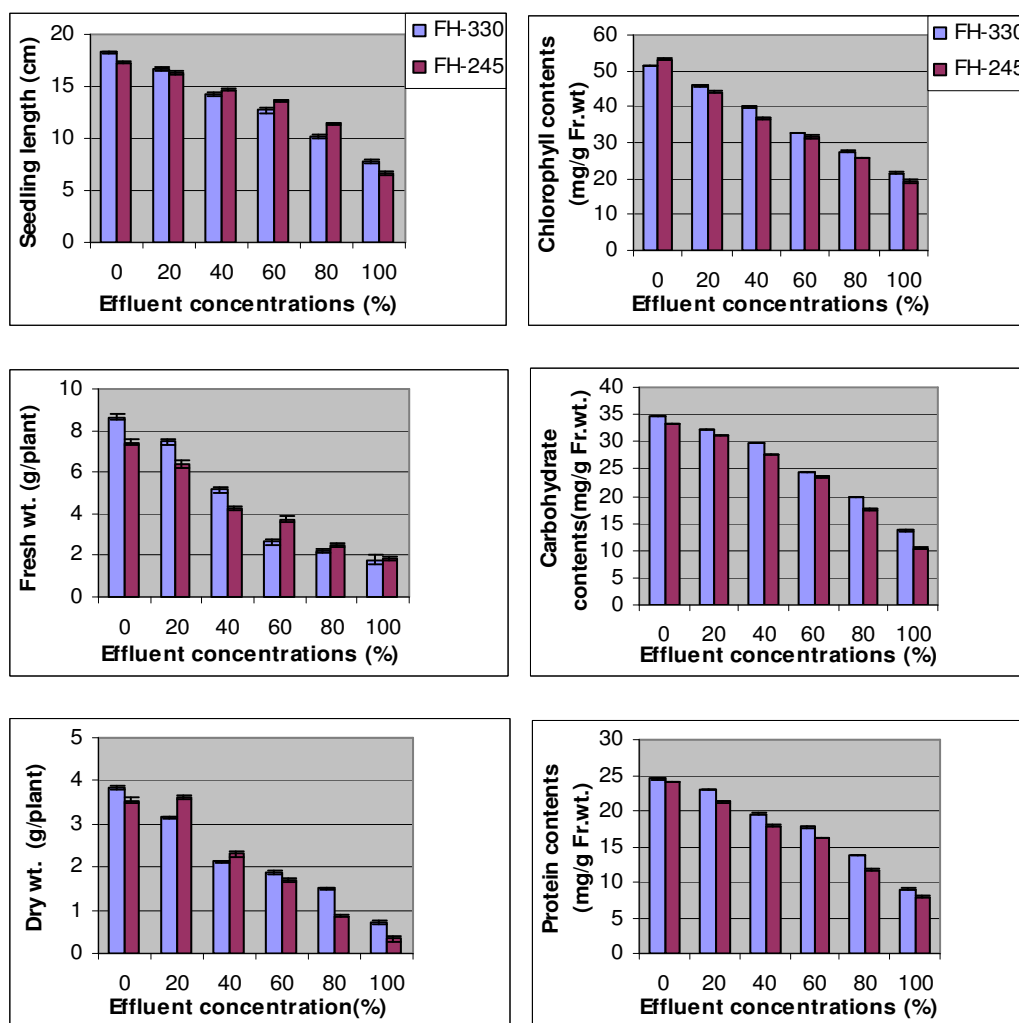 FH-330
FH-245
20
15
10
5
0
Seedling length (cm)
0 20 40 60 80 100
Effluent concentrations (%)
FH-330
FH-245
60
50
40
30
20
10
0
Chlorophyll contents
(mg/g Fr.wt)
0 20 40 60 80 100
Effluent concentrations (%)
10
8
6
4
2
0
Fresh wt. (g/plant)
0 20 40 60 80 100
Effluent concentrations (%)
40
35
30
25
20
15
10
5
0
Carbohydrate
contents(mg/g Fr.wt.)
0 20 40 60 80 100
Effluent concentrations (%)
5
4
3
2
1
0
Dry wt. (g/plant)
0 20 40 60 80 100
Effluent concentration(%)
30
25
20
15
10
5
0
Protein contents
(mg/g Fr.wt.)
0 20 40 60 80 100
Effluent concentrations (%)